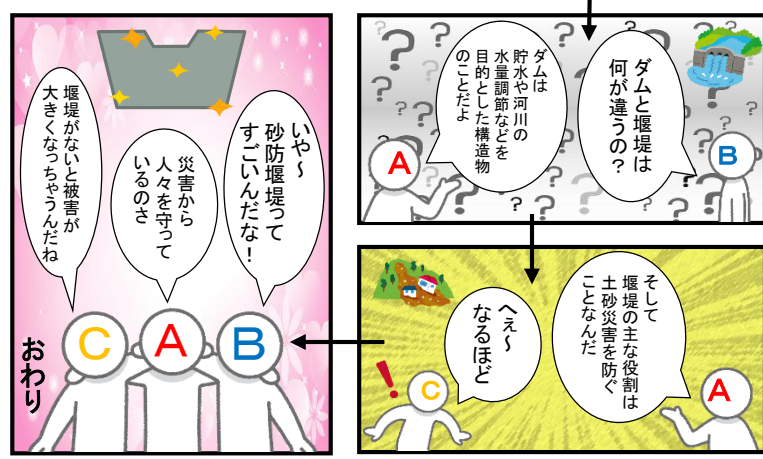 ダムと堰堤は
何が違うの？
B
ダムは
貯水や河川の
水量調節などを
目的とした構造物
のことだよ
A
そして
堰堤の主な役割は
土砂災害を防ぐ
ことなんだ
A
へぇ～
なるほど
C
いや～
砂防堰堤って
すごいんだな！
B
災害から
人々を守って
いるのさ
A
堰堤がないと被害が
大きくなっちゃうんだね
C
おわり